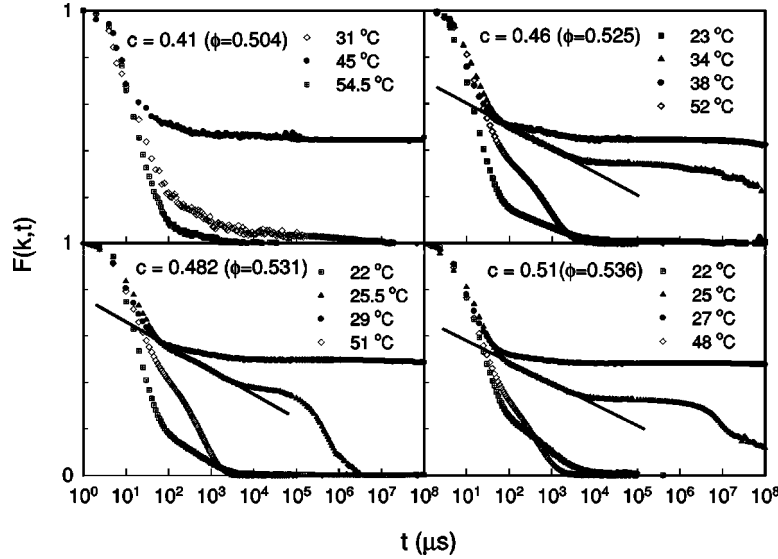 1
c = 0.41 (ϕ=0.504)
31 °C
45 °C
54.5 °C
c = 0.46 (ϕ=0.525)
23 °C
34 °C
38 °C
52 °C
F(k,t)
1
c = 0.482 (ϕ=0.531)
22 °C
25.5 °C
29 °C
51 °C
c = 0.51(ϕ=0.536)
22 °C
25 °C
27 °C
48 °C
0
10⁰ 10¹ 10² 10³ 10⁴ 10⁵ 10⁶ 10⁷ 10⁸ 10¹ 10² 10³ 10⁴ 10⁵ 10⁶ 10⁷ 10⁸
t (μs)